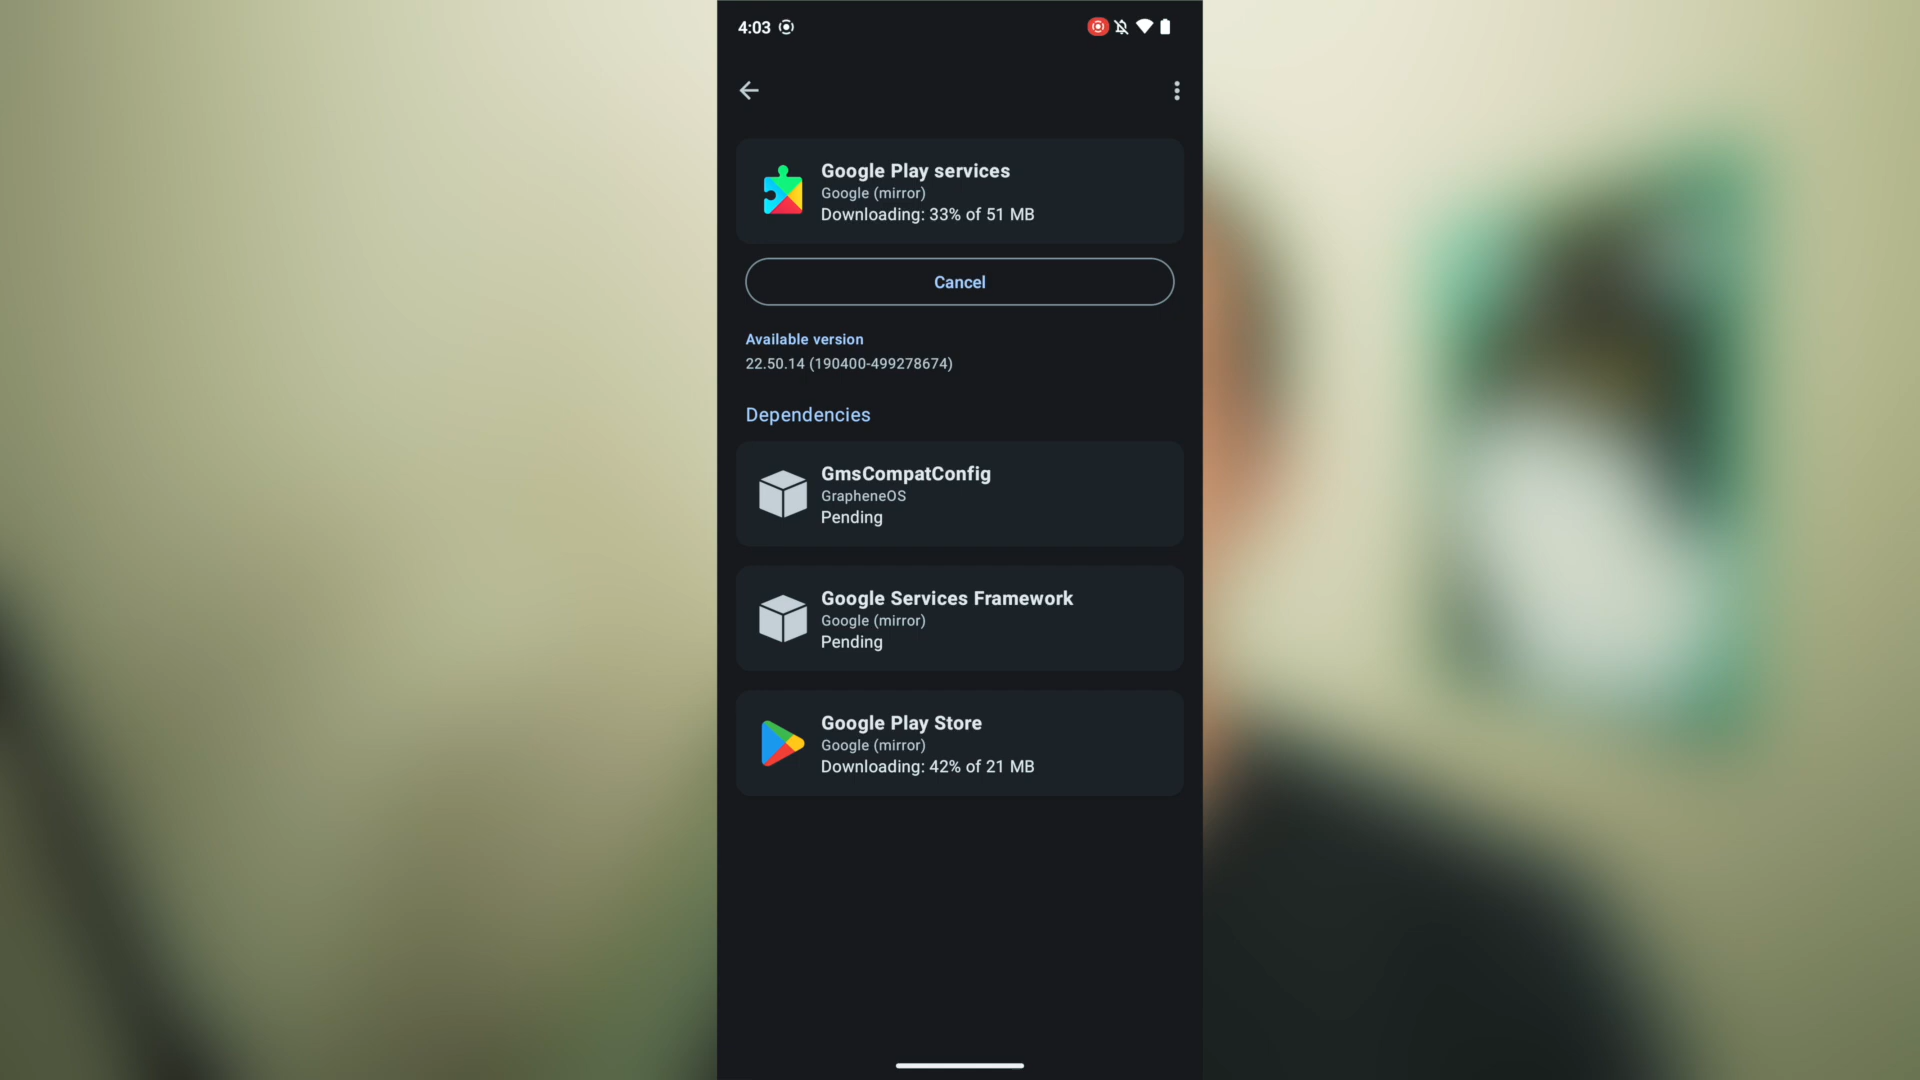 4:03
Google Play services
Google (mirror)
Downloading: 33% of 51 MB
Cancel
Available version
22.50.14 (190400-499278674)
Dependencies
GmsCompatConfig
GrapheneOS
Pending
Google Services Framework
Google (mirror)
Pending
Google Play Store
Google (mirror)
Downloading: 42% of 21 MB